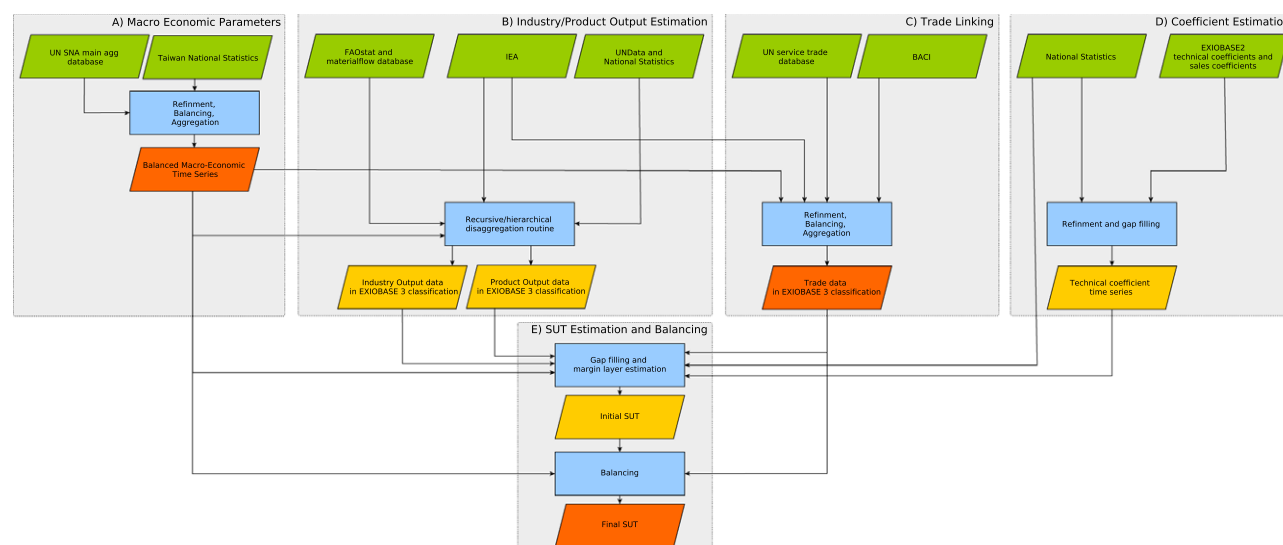 A) Macro Economic Parameters
UN SNA main agg
database
Taiwan National Statistics
Refinment,
Balancing,
Aggregation
Balanced Macro-Economic
Time Series
B) Industry/Product Output Estimation
FAOstat and
materialflow database
IEA
UNData and
National Statistics
Recursive/hierarchical
disaggregation routine
Industry Output data
in EXIOBASE 3 classification
Product Output data
in EXIOBASE 3 classification
C) Trade Linking
UN service trade
database
BACI
Refinment,
Balancing,
Aggregation
Trade data
in EXIOBASE 3 classification
D) Coefficient Estimatio
National Statistics
EXIOBASE2
technical coefficients and
sales coefficients
Refinment and gap filling
Technical coefficient
time series
E) SUT Estimation and Balancing
Gap filling and
margin layer estimation
Initial SUT
Balancing
Final SUT